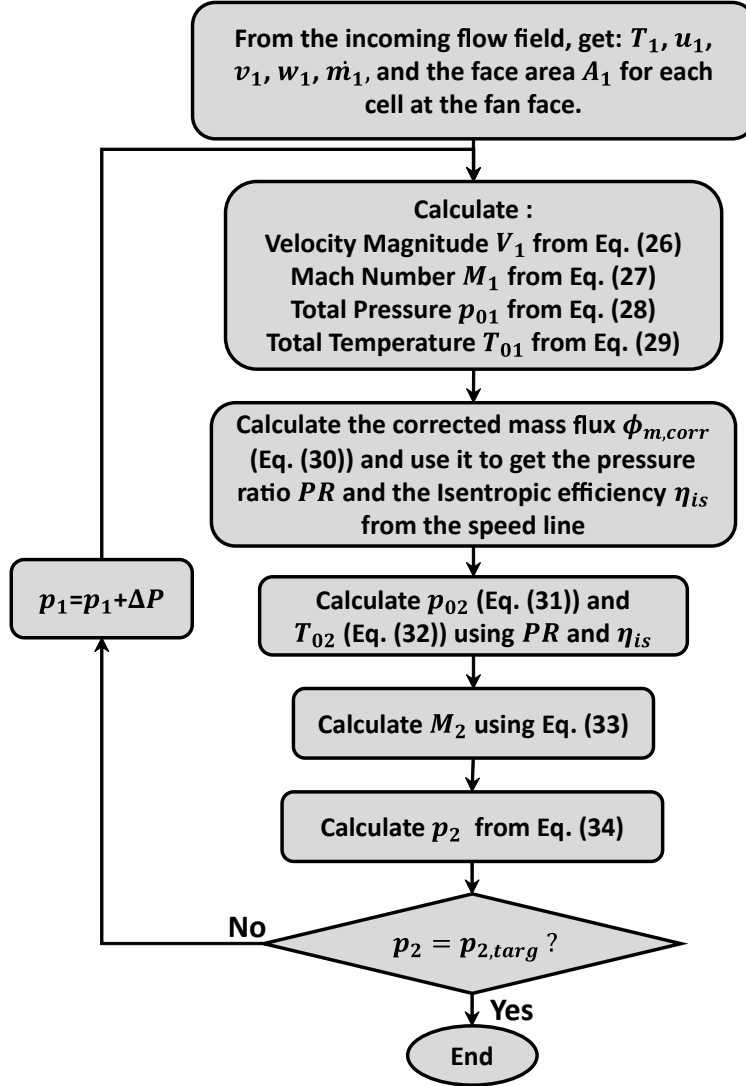 From the incoming flow field, get: T₁, u₁,
v₁, w₁, ṁ₁, and the face area A₁ for each
cell at the fan face.
Calculate :
Velocity Magnitude V₁ from Eq. (26)
Mach Number M₁ from Eq. (27)
Total Pressure p₀₁ from Eq. (28)
Total Temperature T₀₁ from Eq. (29)
Calculate the corrected mass flux ϕm,corr
(Eq. (30)) and use it to get the pressure
ratio PR and the Isentropic efficiency ηis
from the speed line
p₁=p₁+ΔP
Calculate p₀₂ (Eq. (31)) and
T₀₂ (Eq. (32)) using PR and ηis
Calculate M₂ using Eq. (33)
Calculate p₂ from Eq. (34)
No
p₂ = p₂,targ ?
Yes
End